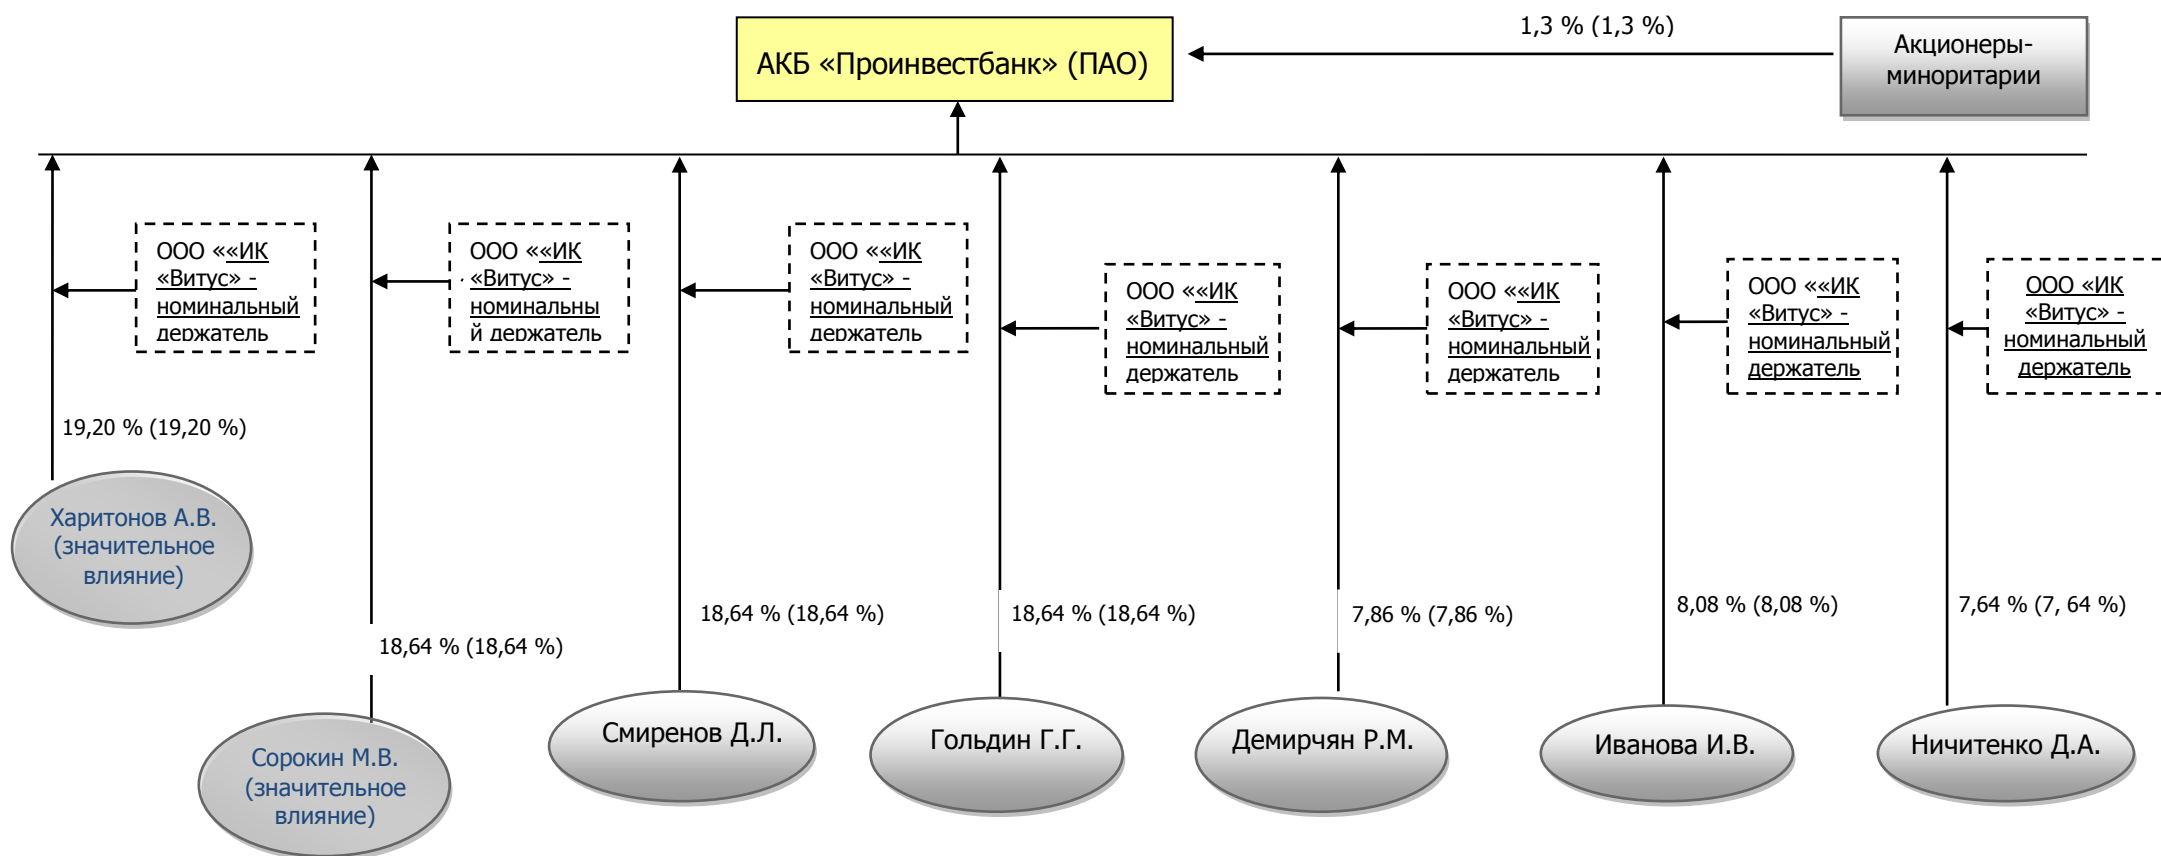 1,3 % (1,3 %)
АКБ «Проинвестбанк» (ПАО)
Акционеры-
миноритарии
ООО ««ИК
«Витус» -
номинальный
держатель
ООО ««ИК
«Витус» -
номинальны
й держатель
ООО ««ИК
«Витус» -
номинальный
держатель
ООО ««ИК
«Витус» -
номинальный
держатель
ООО ««ИК
«Витус» -
номинальный
держатель
ООО ««ИК
«Витус» -
номинальный
держатель
ООО «ИК
«Витус» -
номинальный
держатель
19,20 % (19,20 %)
18,64 % (18,64 %)
18,64 % (18,64 %)
18,64 % (18,64 %)
7,86 % (7,86 %)
8,08 % (8,08 %)
7,64 % (7, 64 %)
Харитонов А.В.
(значительное
влияние)
Сорокин М.В.
(значительное
влияние)
Смиренов Д.Л.
Гольдин Г.Г.
Демирчян Р.М.
Иванова И.В.
Ничитенко Д.А.